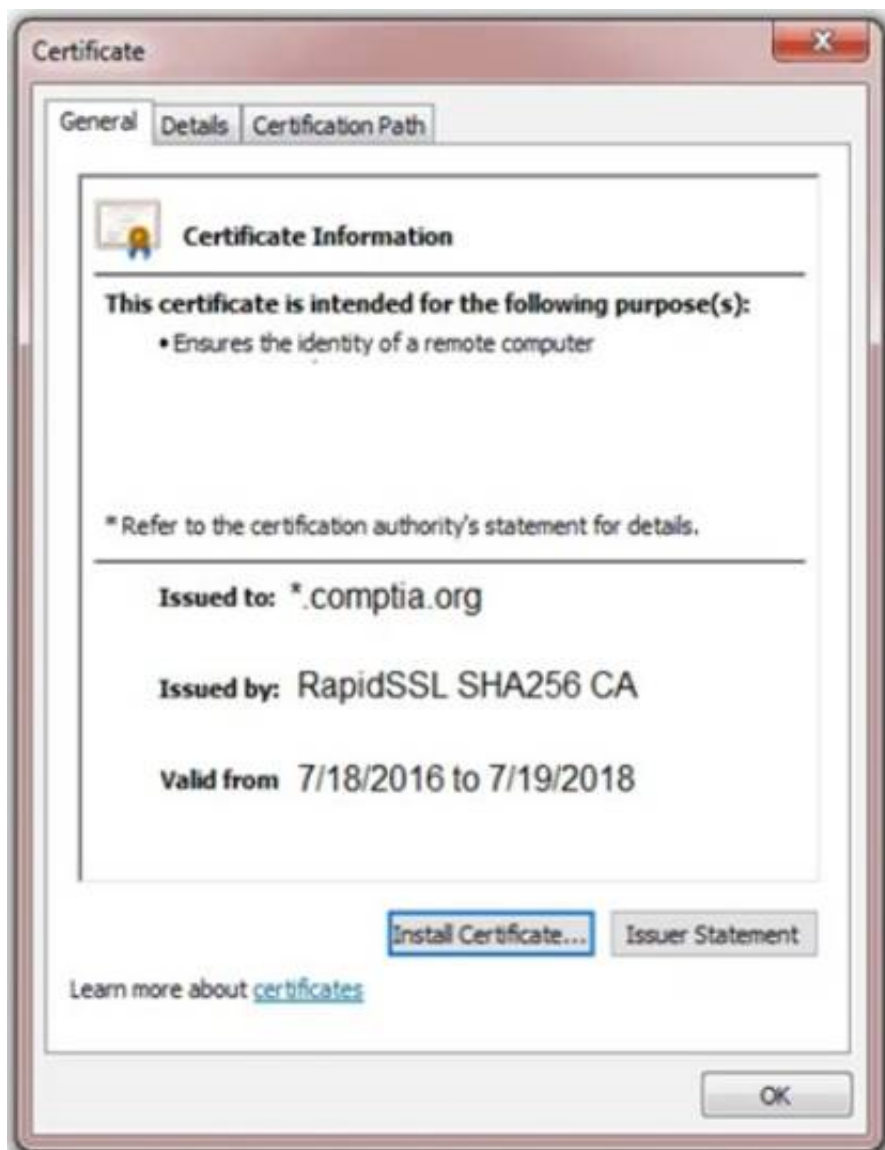 Certificate
General Details Certification Path
Certificate Information
This certificate is intended for the following purpose(s):
• Ensures the identity of a remote computer
* Refer to the certification authority's statement for details.
Issued to: *.comptia.org
Issued by: RapidSSL SHA256 CA
Valid from 7/18/2016 to 7/19/2018
Install Certificate... Issuer Statement
Learn more about certificates
OK